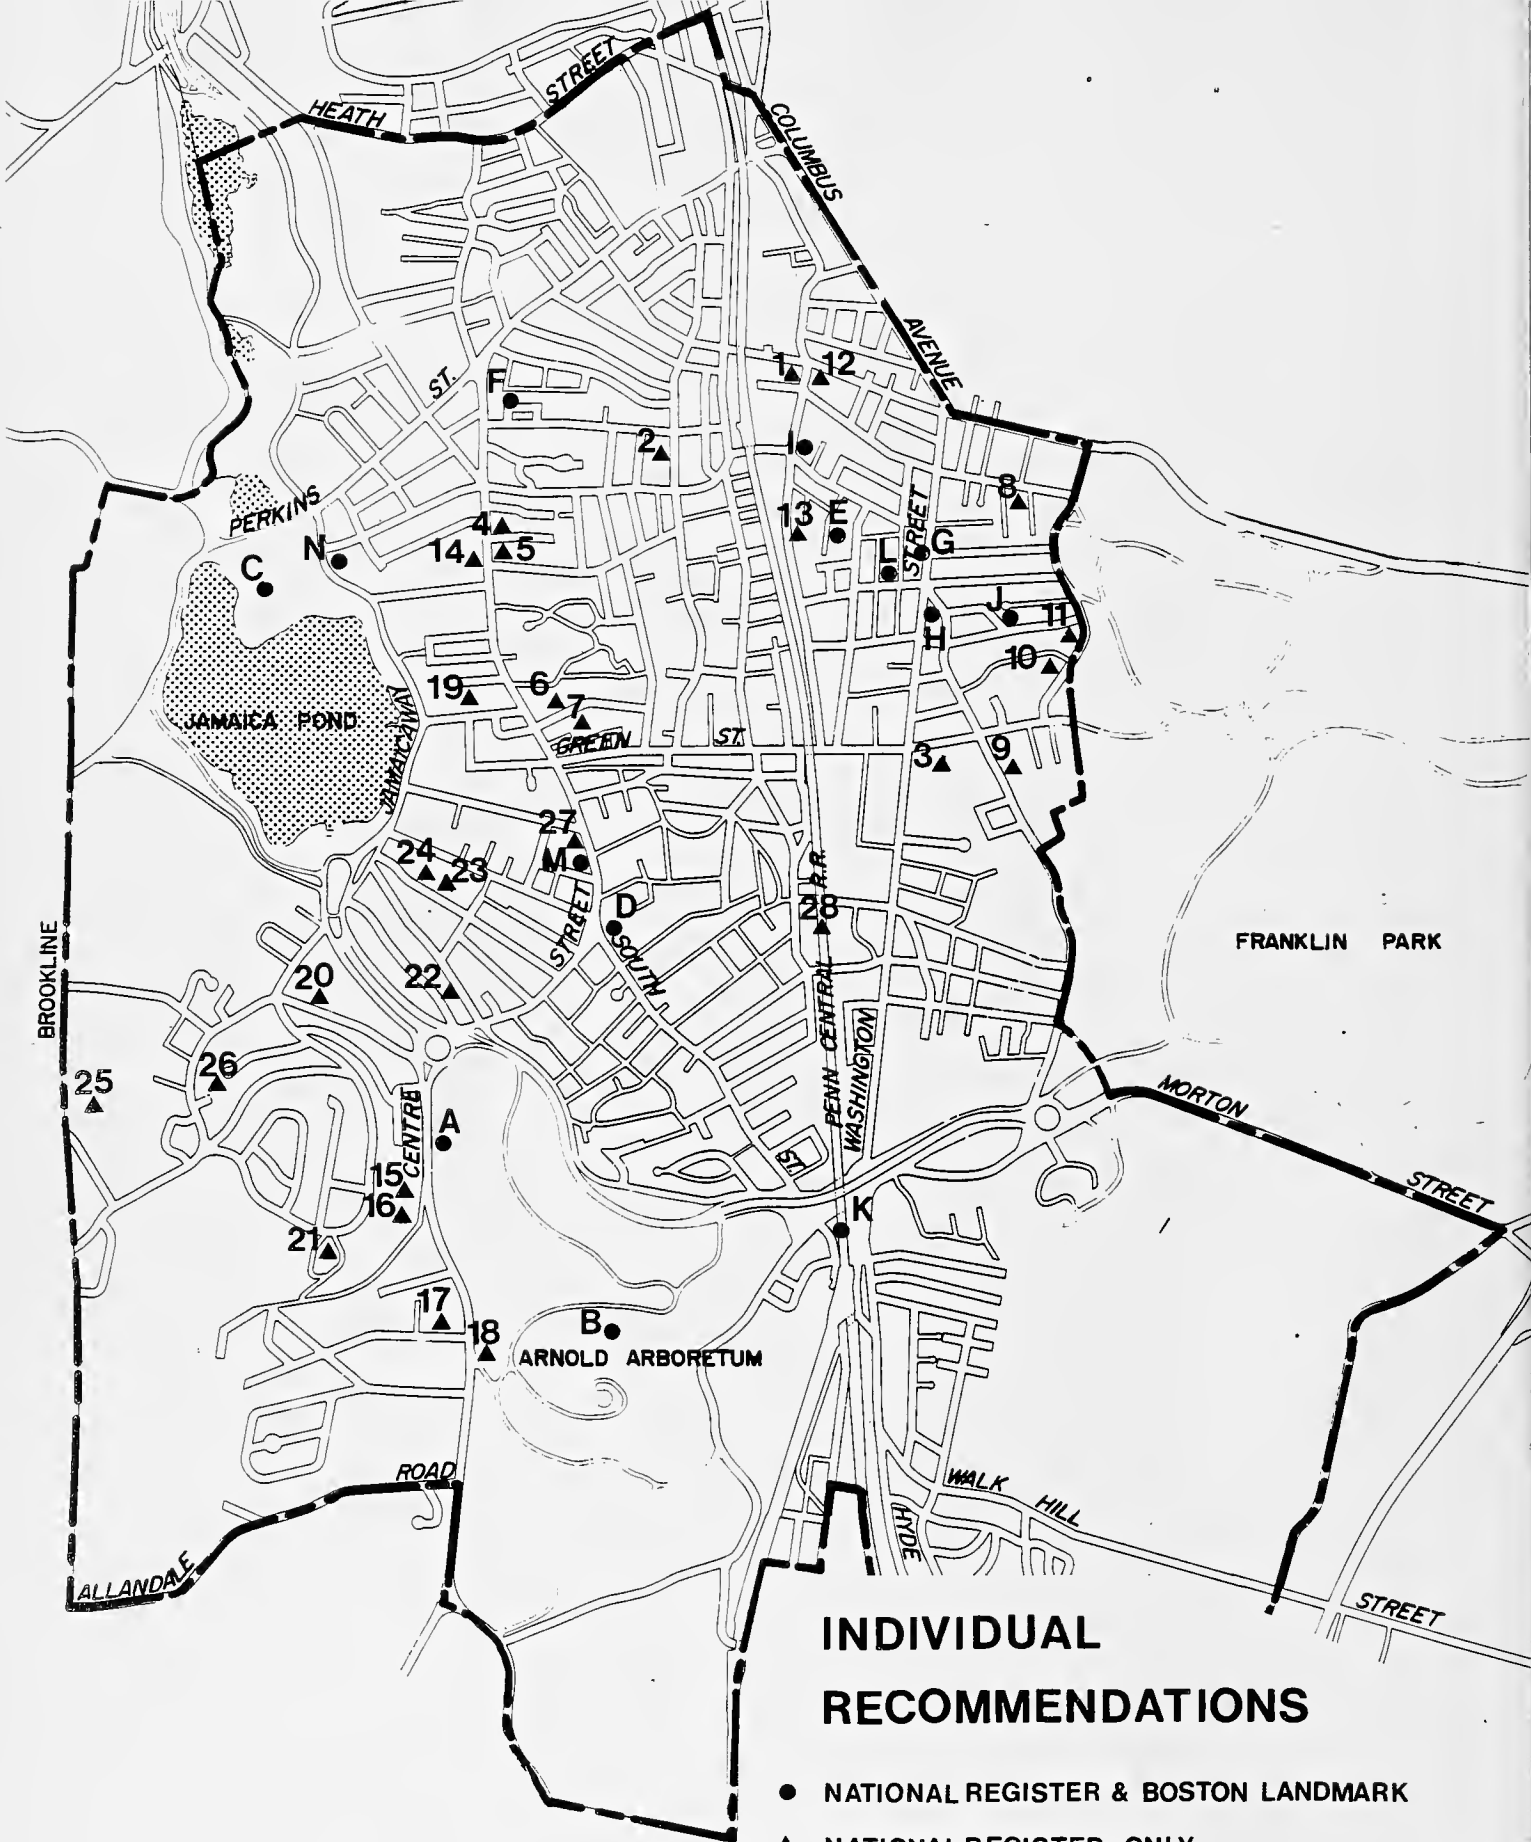 HEATH
STREET
COLUMBUS
AVENUE
ST.
F
1
12
2
I
8
PERKINS
STREET
4
14
5
13
E
L
G
N
C
J
11
H
10
19
6
7
JAMAICA POND
JAMAICAWAY
GREEN
ST.
3
9
27
M
24
23
R.R.
28
D
STREET
SOUTH
FRANKLIN PARK
BROOKLINE
20
22
PENN CENTRAL
WASHINGTON
25
26
MORTON
STREET
CENTRE
A
15
16
ST.
K
21
17
18
B
ARNOLD ARBORETUM
ROAD
ALLANDALE
WALK
HILL
STREET
HYDE
INDIVIDUAL
RECOMMENDATIONS
● NATIONAL REGISTER & BOSTON LANDMARK
▲ NATIONAL REGISTER ONLY